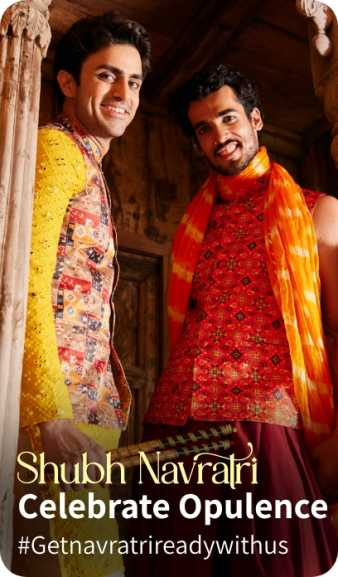 Shubh Navratri
Celebrate Opulence
#Getnavratrireadywithus